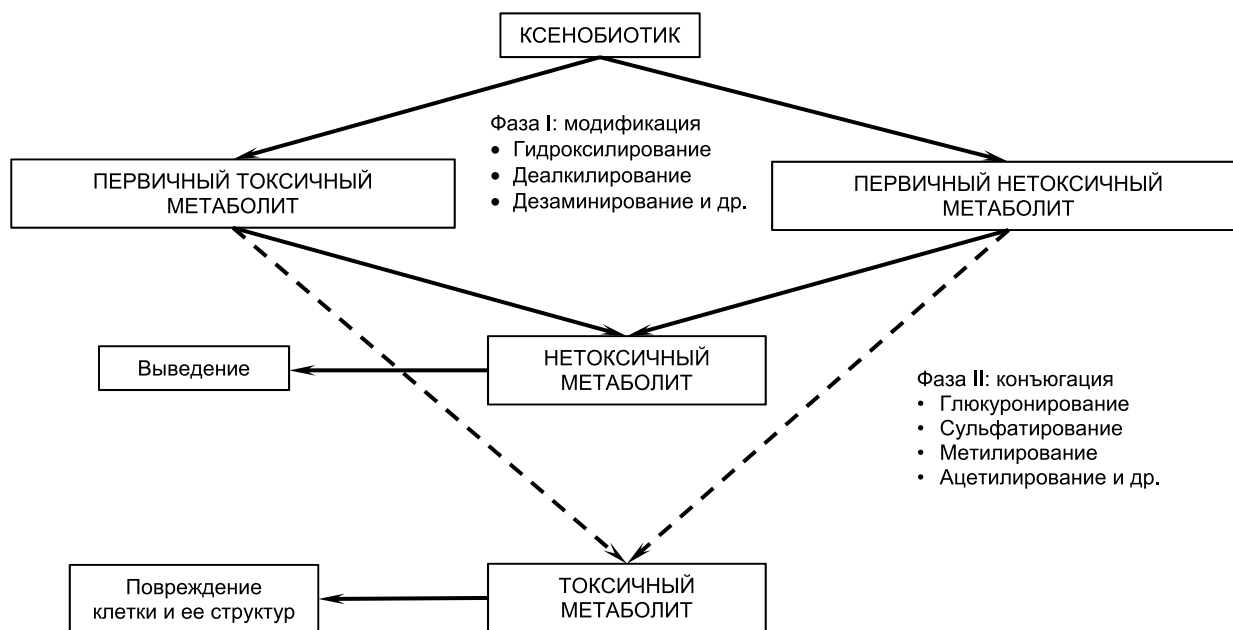 КСЕНОБИОТИК
Фаза I: модификация
• Гидроксилирование
• Деалкилирование
• Дезаминирование и др.
ПЕРВИЧНЫЙ ТОКСИЧНЫЙ
МЕТАБОЛИТ
ПЕРВИЧНЫЙ НЕТОКСИЧНЫЙ
МЕТАБОЛИТ
НЕТОКСИЧНЫЙ
МЕТАБОЛИТ
Выведение
Фаза II: конъюгация
• Глюкуронирование
• Сульфатирование
• Метилирование
• Ацетилирование и др.
ТОКСИЧНЫЙ
МЕТАБОЛИТ
Повреждение
клетки и ее структур